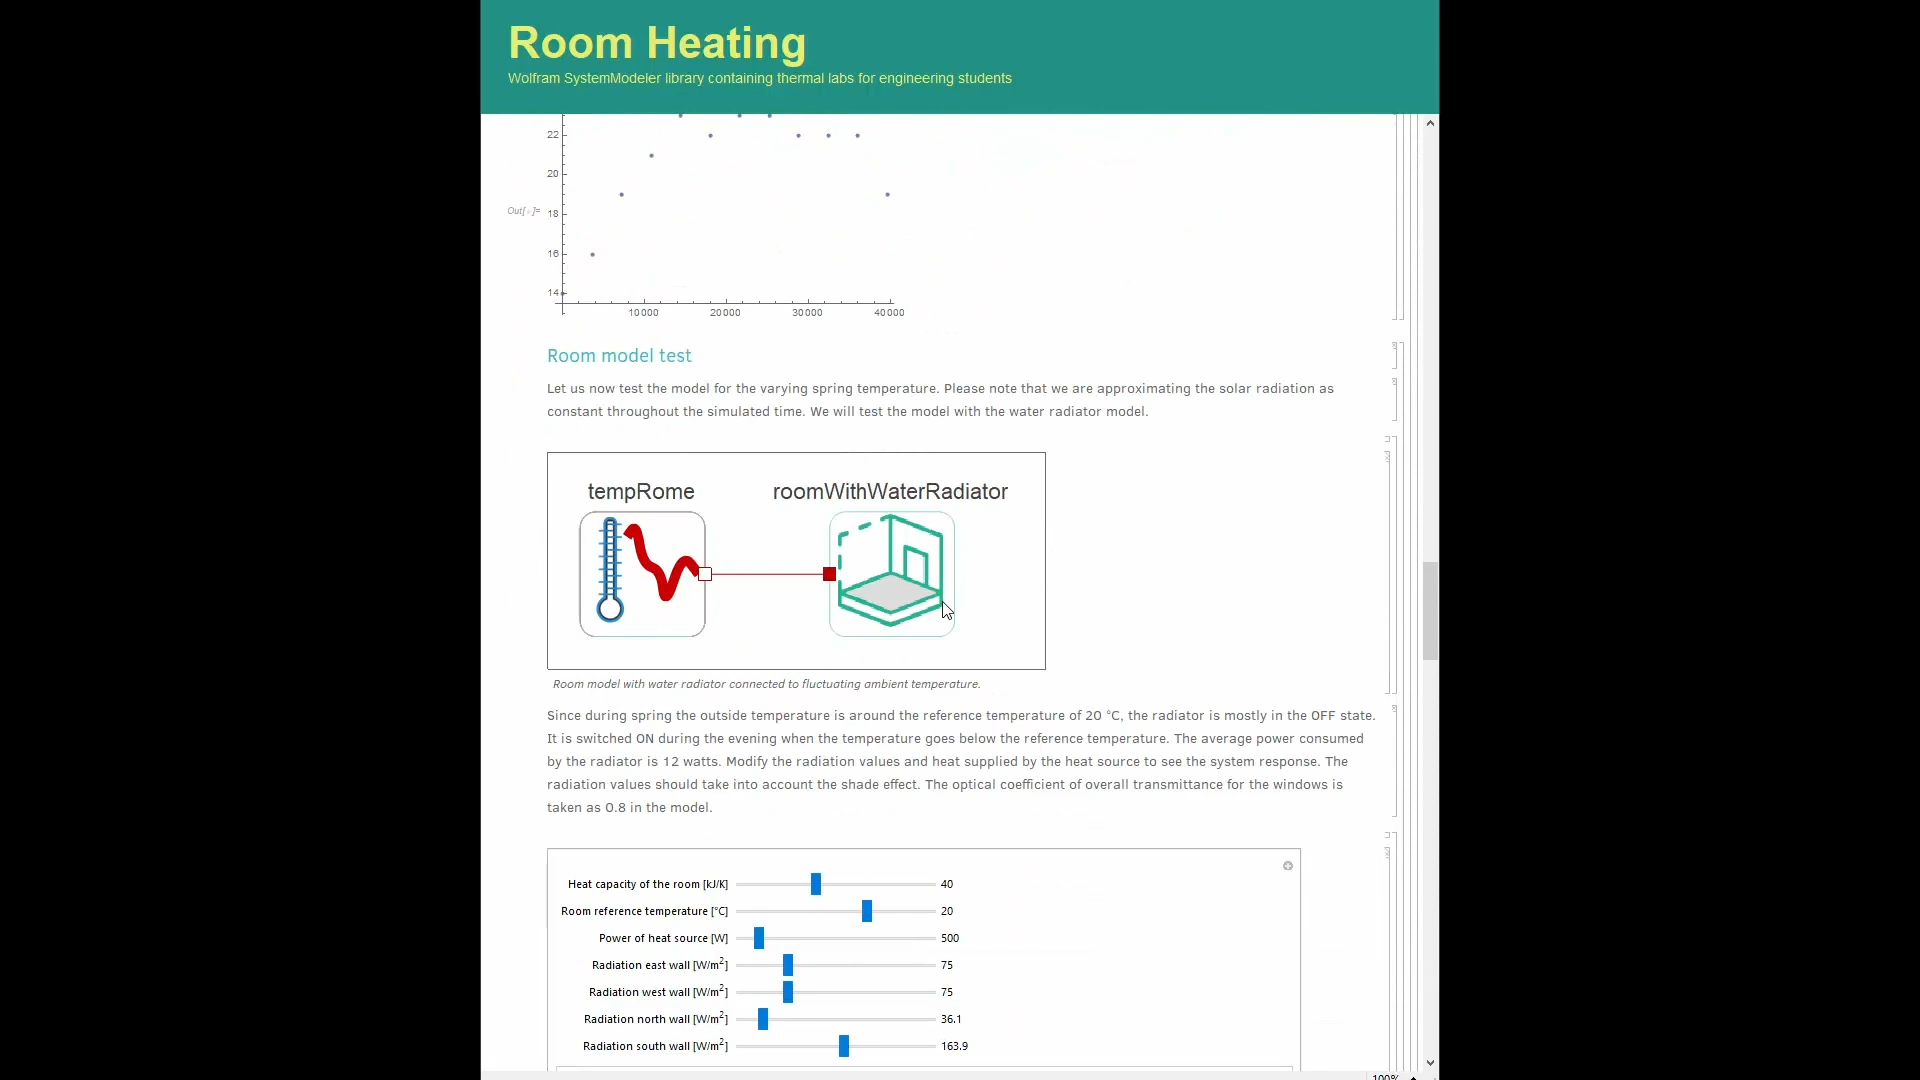 Room Heating
Wolfram SystemModeler library containing thermal labs for engineering students
22
20
Out[ ]=
18
16
14
10000 20000 30000 40000
Room model test
Let us now test the model for the varying spring temperature. Please note that we are approximating the solar radiation as
constant throughout the simulated time. We will test the model with the water radiator model.
tempRome roomWithWaterRadiator
Room model with water radiator connected to fluctuating ambient temperature.
Since during spring the outside temperature is around the reference temperature of 20 °C, the radiator is mostly in the OFF state.
It is switched ON during the evening when the temperature goes below the reference temperature. The average power consumed
by the radiator is 12 watts. Modify the radiation values and heat supplied by the heat source to see the system response. The
radiation values should take into account the shade effect. The optical coefficient of overall transmittance for the windows is
taken as 0.8 in the model.
Heat capacity of the room [kJ/K] 40
Room reference temperature [°C] 20
Power of heat source [W] 500
Radiation east wall [W/m²] 75
Radiation west wall [W/m²] 75
Radiation north wall [W/m²] 36.1
Radiation south wall [W/m²] 163.9
100%